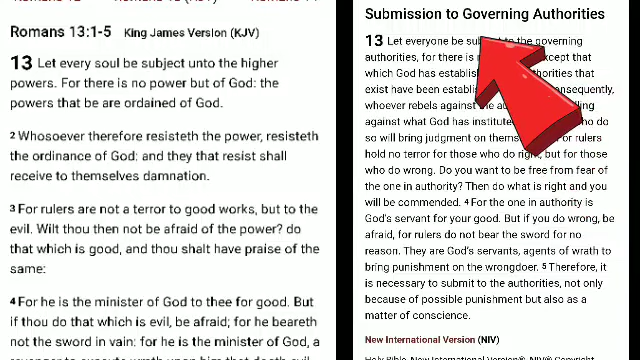 Romans 13:1-5 King James Version (KJV)
13 Let every soul be subject unto the higher
powers. For there is no power but of God: the
powers that be are ordained of God.
2 Whosoever therefore resisteth the power, resisteth
the ordinance of God: and they that resist shall
receive to themselves damnation.
3 For rulers are not a terror to good works, but to the
evil. Wilt thou then not be afraid of the power? do
that which is good, and thou shalt have praise of the
same:
4 For he is the minister of God to thee for good. But
if thou do that which is evil, be afraid; for he beareth
not the sword in vain: for he is the minister of God, a
Submission to Governing Authorities
13 Let everyone be to the governing
authorities, for there is except that
which God has authorities that
exist have been
whoever rebels against the
against what God has do
so will bring judgment on For rulers
hold no terror for those who do right, but for those
who do wrong. Do you want to be free from fear of
the one in authority? Then do what is right and you
will be commended. 4 For the one in authority is
God's servant for your good. But if you do wrong, be
afraid, for rulers do not bear the sword for no
reason. They are God's servants, agents of wrath to
bring punishment on the wrongdoer. 5 Therefore, it
is necessary to submit to the authorities, not only
because of possible punishment but also as a
matter of conscience.
New International Version (NIV)